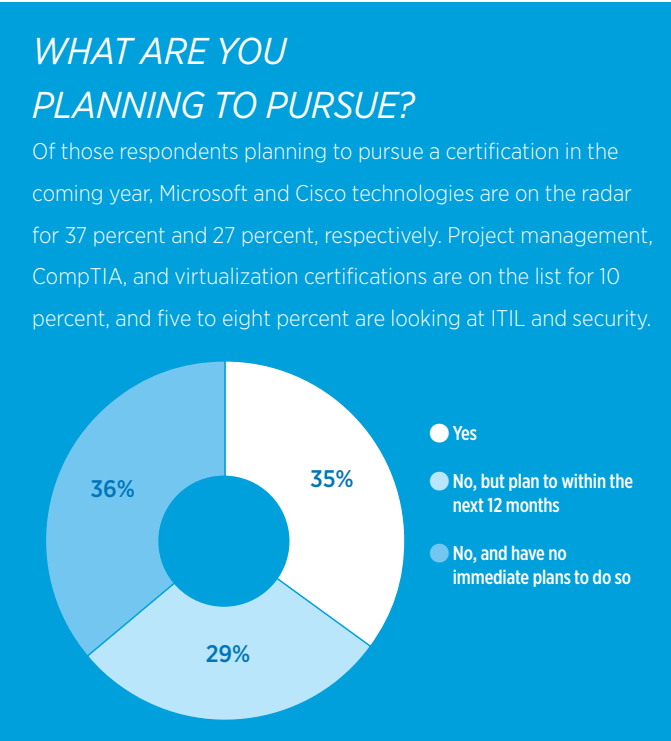 WHAT ARE YOU
PLANNING TO PURSUE?
Of those respondents planning to pursue a certification in the
coming year, Microsoft and Cisco technologies are on the radar
for 37 percent and 27 percent, respectively. Project management,
CompTIA, and virtualization certifications are on the list for 10
percent, and five to eight percent are looking at ITIL and security.
36%
35%
29%
Yes
No, but plan to within the
next 12 months
No, and have no
immediate plans to do so